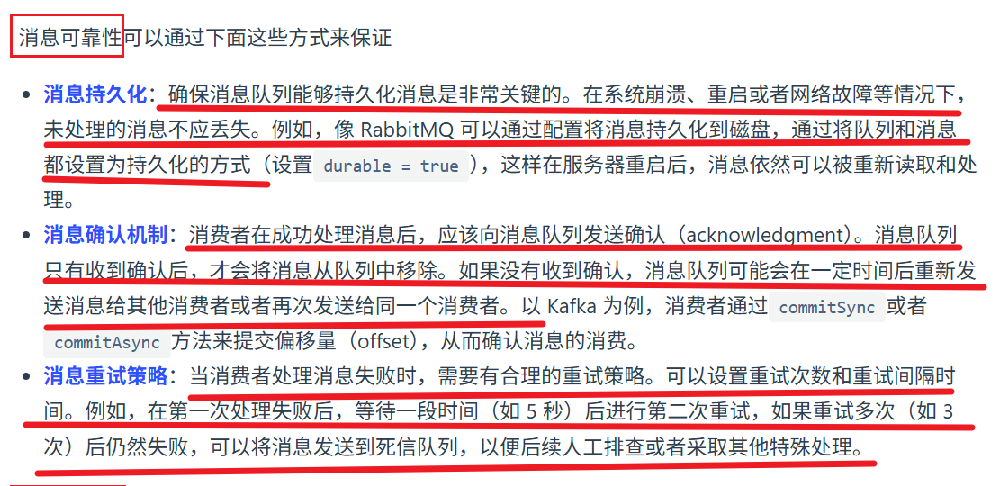 消息可靠性可以通过下面这些方式来保证
• 消息持久化：确保消息队列能够持久化消息是非常关键的。在系统崩溃、重启或者网络故障等情况下，
未处理的消息不应丢失。例如，像 RabbitMQ 可以通过配置将消息持久化到磁盘，通过将队列和消息
都设置为持久化的方式（设置 durable = true ），这样在服务器重启后，消息依然可以被重新读取和处
理。
• 消息确认机制：消费者在成功处理消息后，应该向消息队列发送确认（acknowledgment）。消息队列
只有收到确认后，才会将消息从队列中移除。如果没有收到确认，消息队列可能会在一定时间后重新发
送消息给其他消费者或者再次发送给同一个消费者。以 Kafka 为例，消费者通过 commitSync 或者
commitAsync 方法来提交偏移量（offset），从而确认消息的消费。
• 消息重试策略：当消费者处理消息失败时，需要有合理的重试策略。可以设置重试次数和重试间隔时
间。例如，在第一次处理失败后，等待一段时间（如 5 秒）后进行第二次重试，如果重试多次（如 3
次）后仍然失败，可以将消息发送到死信队列，以便后续人工排查或者采取其他特殊处理。